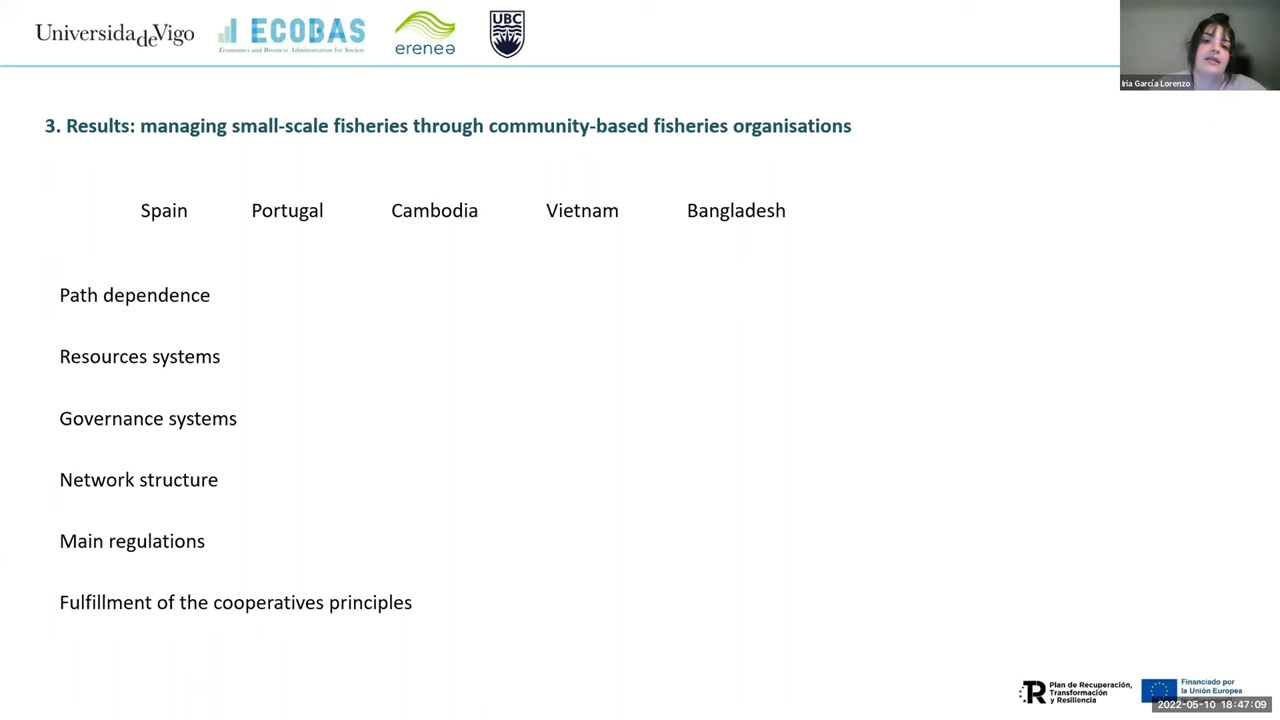 UniversidadeVigo
ECOBAS
Economics and Business Administration for Society
erenea
UBC
Iria García Lorenzo
3. Results: managing small-scale fisheries through community-based fisheries organisations
Spain Portugal Cambodia Vietnam Bangladesh
Path dependence
Resources systems
Governance systems
Network structure
Main regulations
Fulfillment of the cooperatives principles
Plan de Recuperación,
Transformación
y Resiliencia
Financiado por
la Unión Europea
2022-05-10 18:47:09